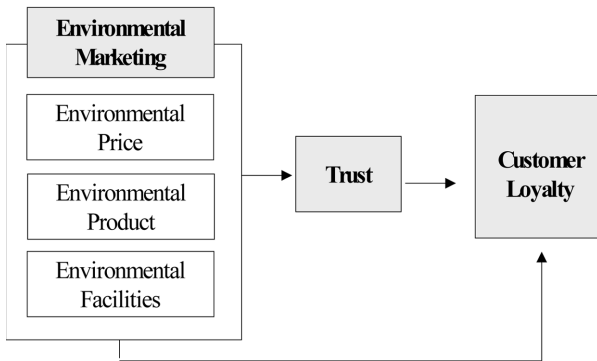 Environmental
Marketing
Environmental
Price
Environmental
Product
Environmental
Facilities
Trust
Customer
Loyalty